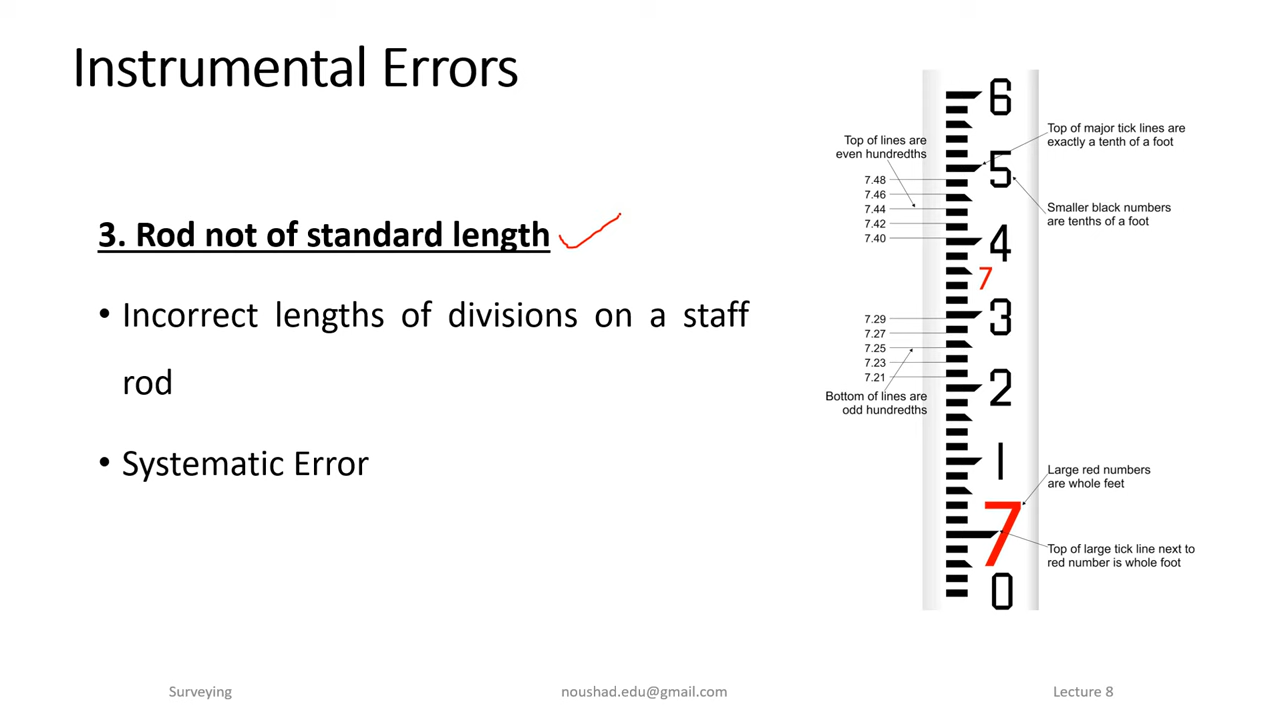 Instrumental Errors
3. Rod not of standard length
• Incorrect lengths of divisions on a staff
rod
• Systematic Error
6
Top of lines are
even hundredths
Top of major tick lines are
exactly a tenth of a foot
5
7.48
7.46
7.44
7.42
7.40
Smaller black numbers
are tenths of a foot
4
7
3
7.29
7.27
7.25
7.23
7.21
Bottom of lines are
odd hundredths
2
1
Large red numbers
are whole feet
7
Top of large tick line next to
red number is whole foot
0
Surveying noushad.edu@gmail.com Lecture 8